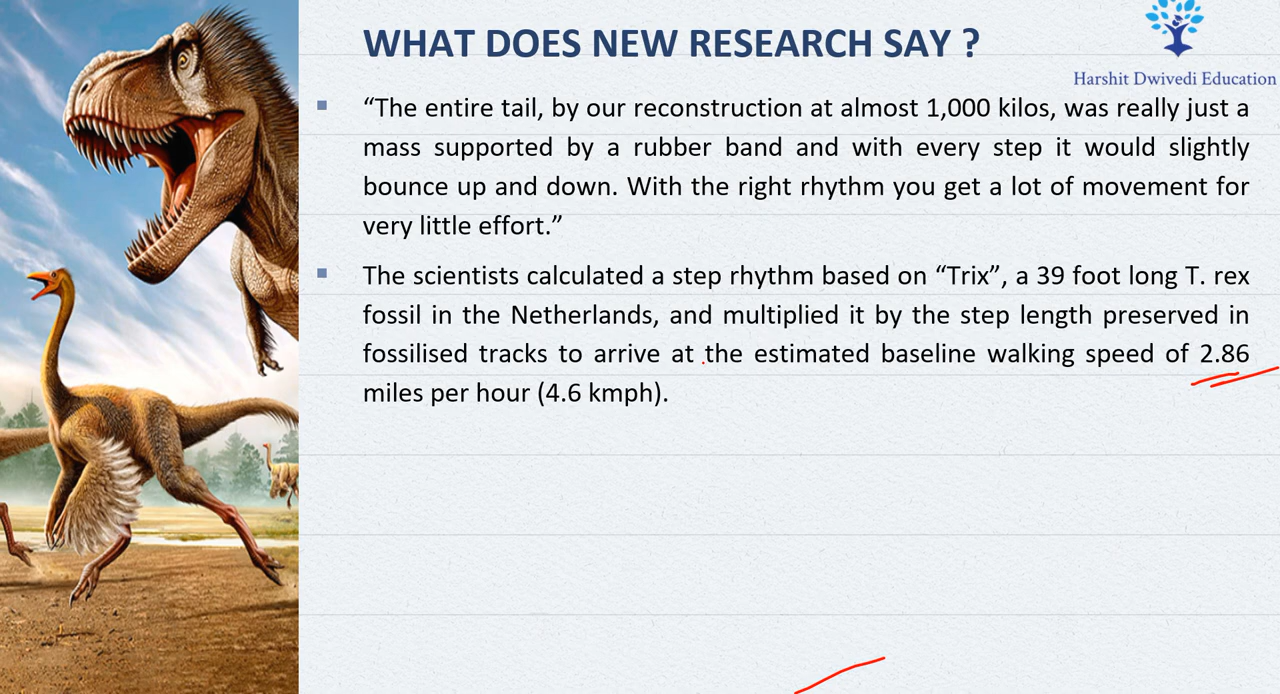 WHAT DOES NEW RESEARCH SAY ?
Harshit Dwivedi Education
▪ “The entire tail, by our reconstruction at almost 1,000 kilos, was really just a
mass supported by a rubber band and with every step it would slightly
bounce up and down. With the right rhythm you get a lot of movement for
very little effort.”
▪ The scientists calculated a step rhythm based on “Trix”, a 39 foot long T. rex
fossil in the Netherlands, and multiplied it by the step length preserved in
fossilised tracks to arrive at the estimated baseline walking speed of 2.86
miles per hour (4.6 kmph).